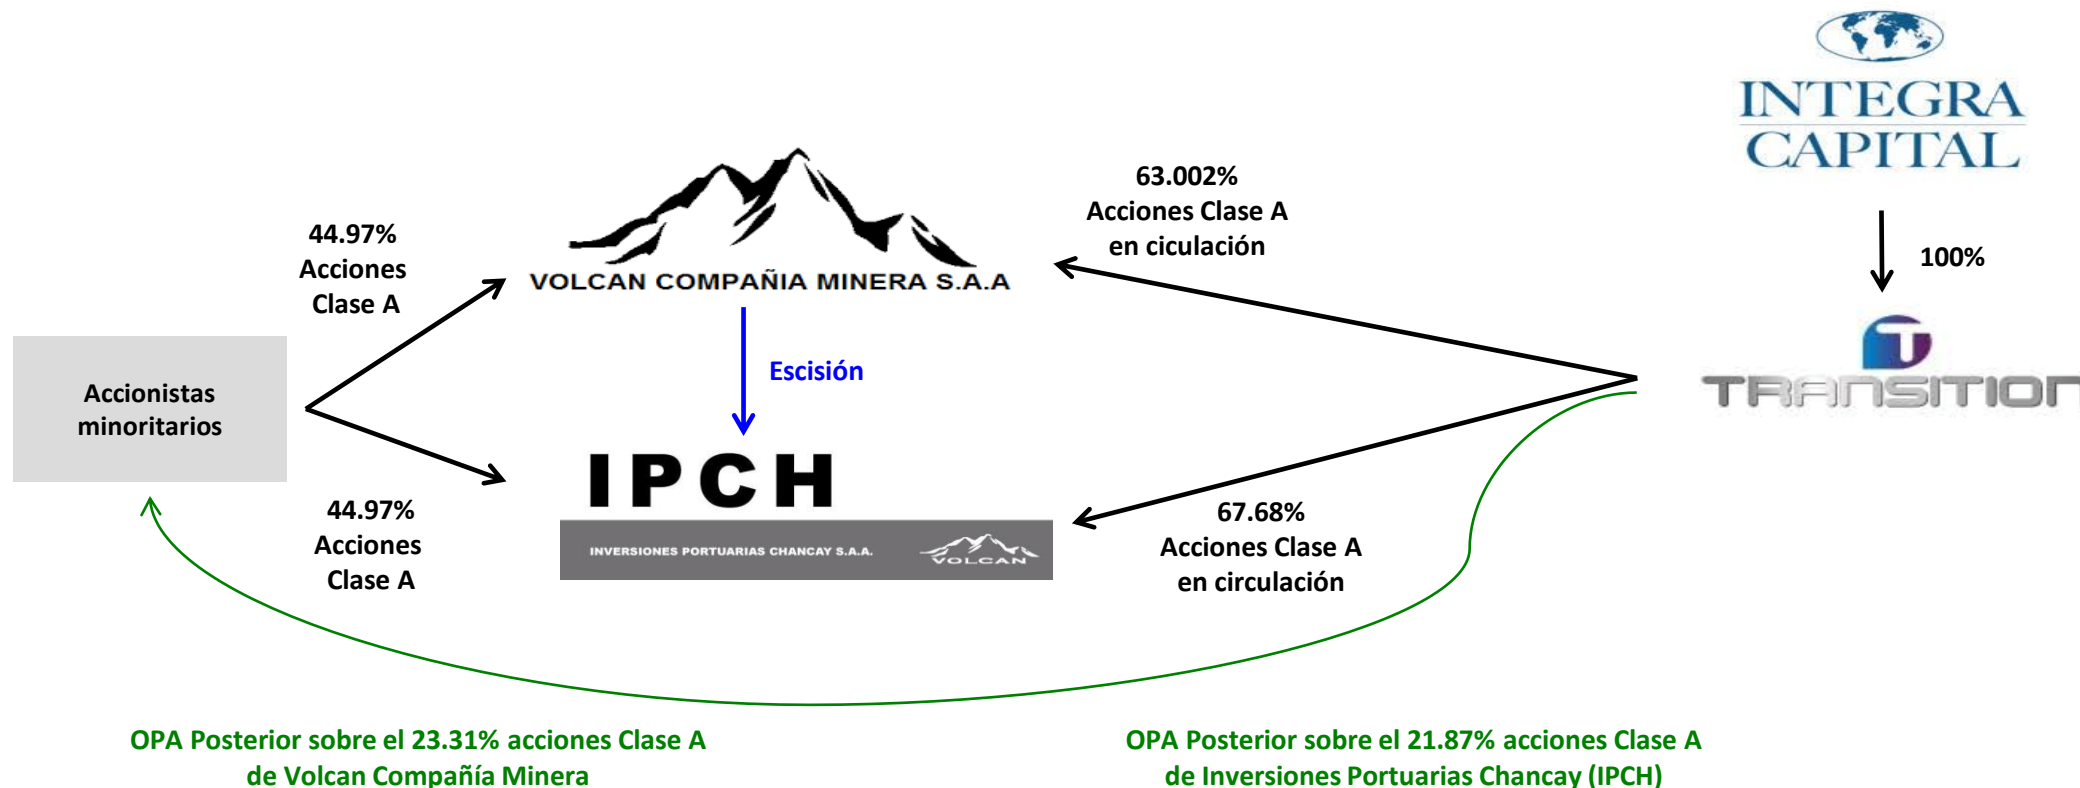 INTEGRA
CAPITAL
100%
TRANSITION
63.002%
Acciones Clase A
en ciculación
44.97%
Acciones
Clase A
VOLCAN COMPAÑIA MINERA S.A.A
Escisión
Accionistas
minoritarios
IPCH
INVERSIONES PORTUARIAS CHANCAY S.A.A.
VOLCAN
44.97%
Acciones
Clase A
67.68%
Acciones Clase A
en circulación
OPA Posterior sobre el 23.31% acciones Clase A
de Volcan Compañía Minera
OPA Posterior sobre el 21.87% acciones Clase A
de Inversiones Portuarias Chancay (IPCH)